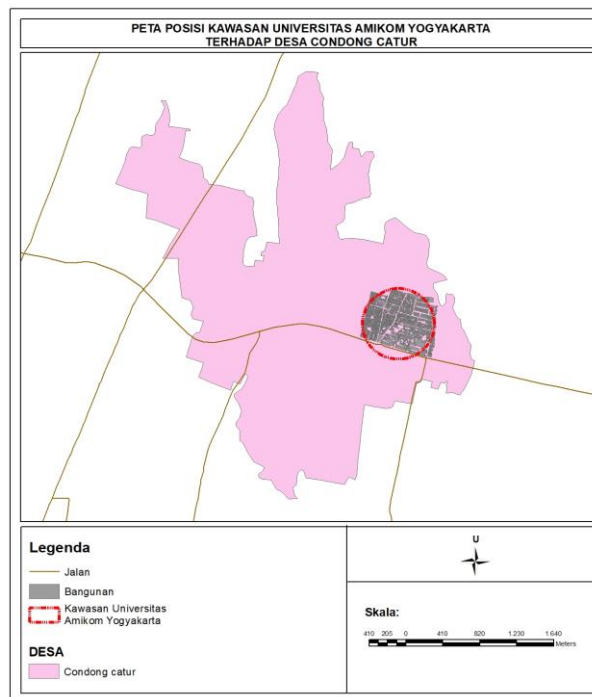 PETA POSISI KAWASAN UNIVERSITAS AMIKOM YOGYAKARTA
TERHADAP DESA CONDONG CATUR
Legenda
Jalan
Bangunan
Kawasan Universitas
Amikom Yogyakarta
DESA
Condong catur
U
Skala:
410 205 0 410 820 1.230 1.640
Meters